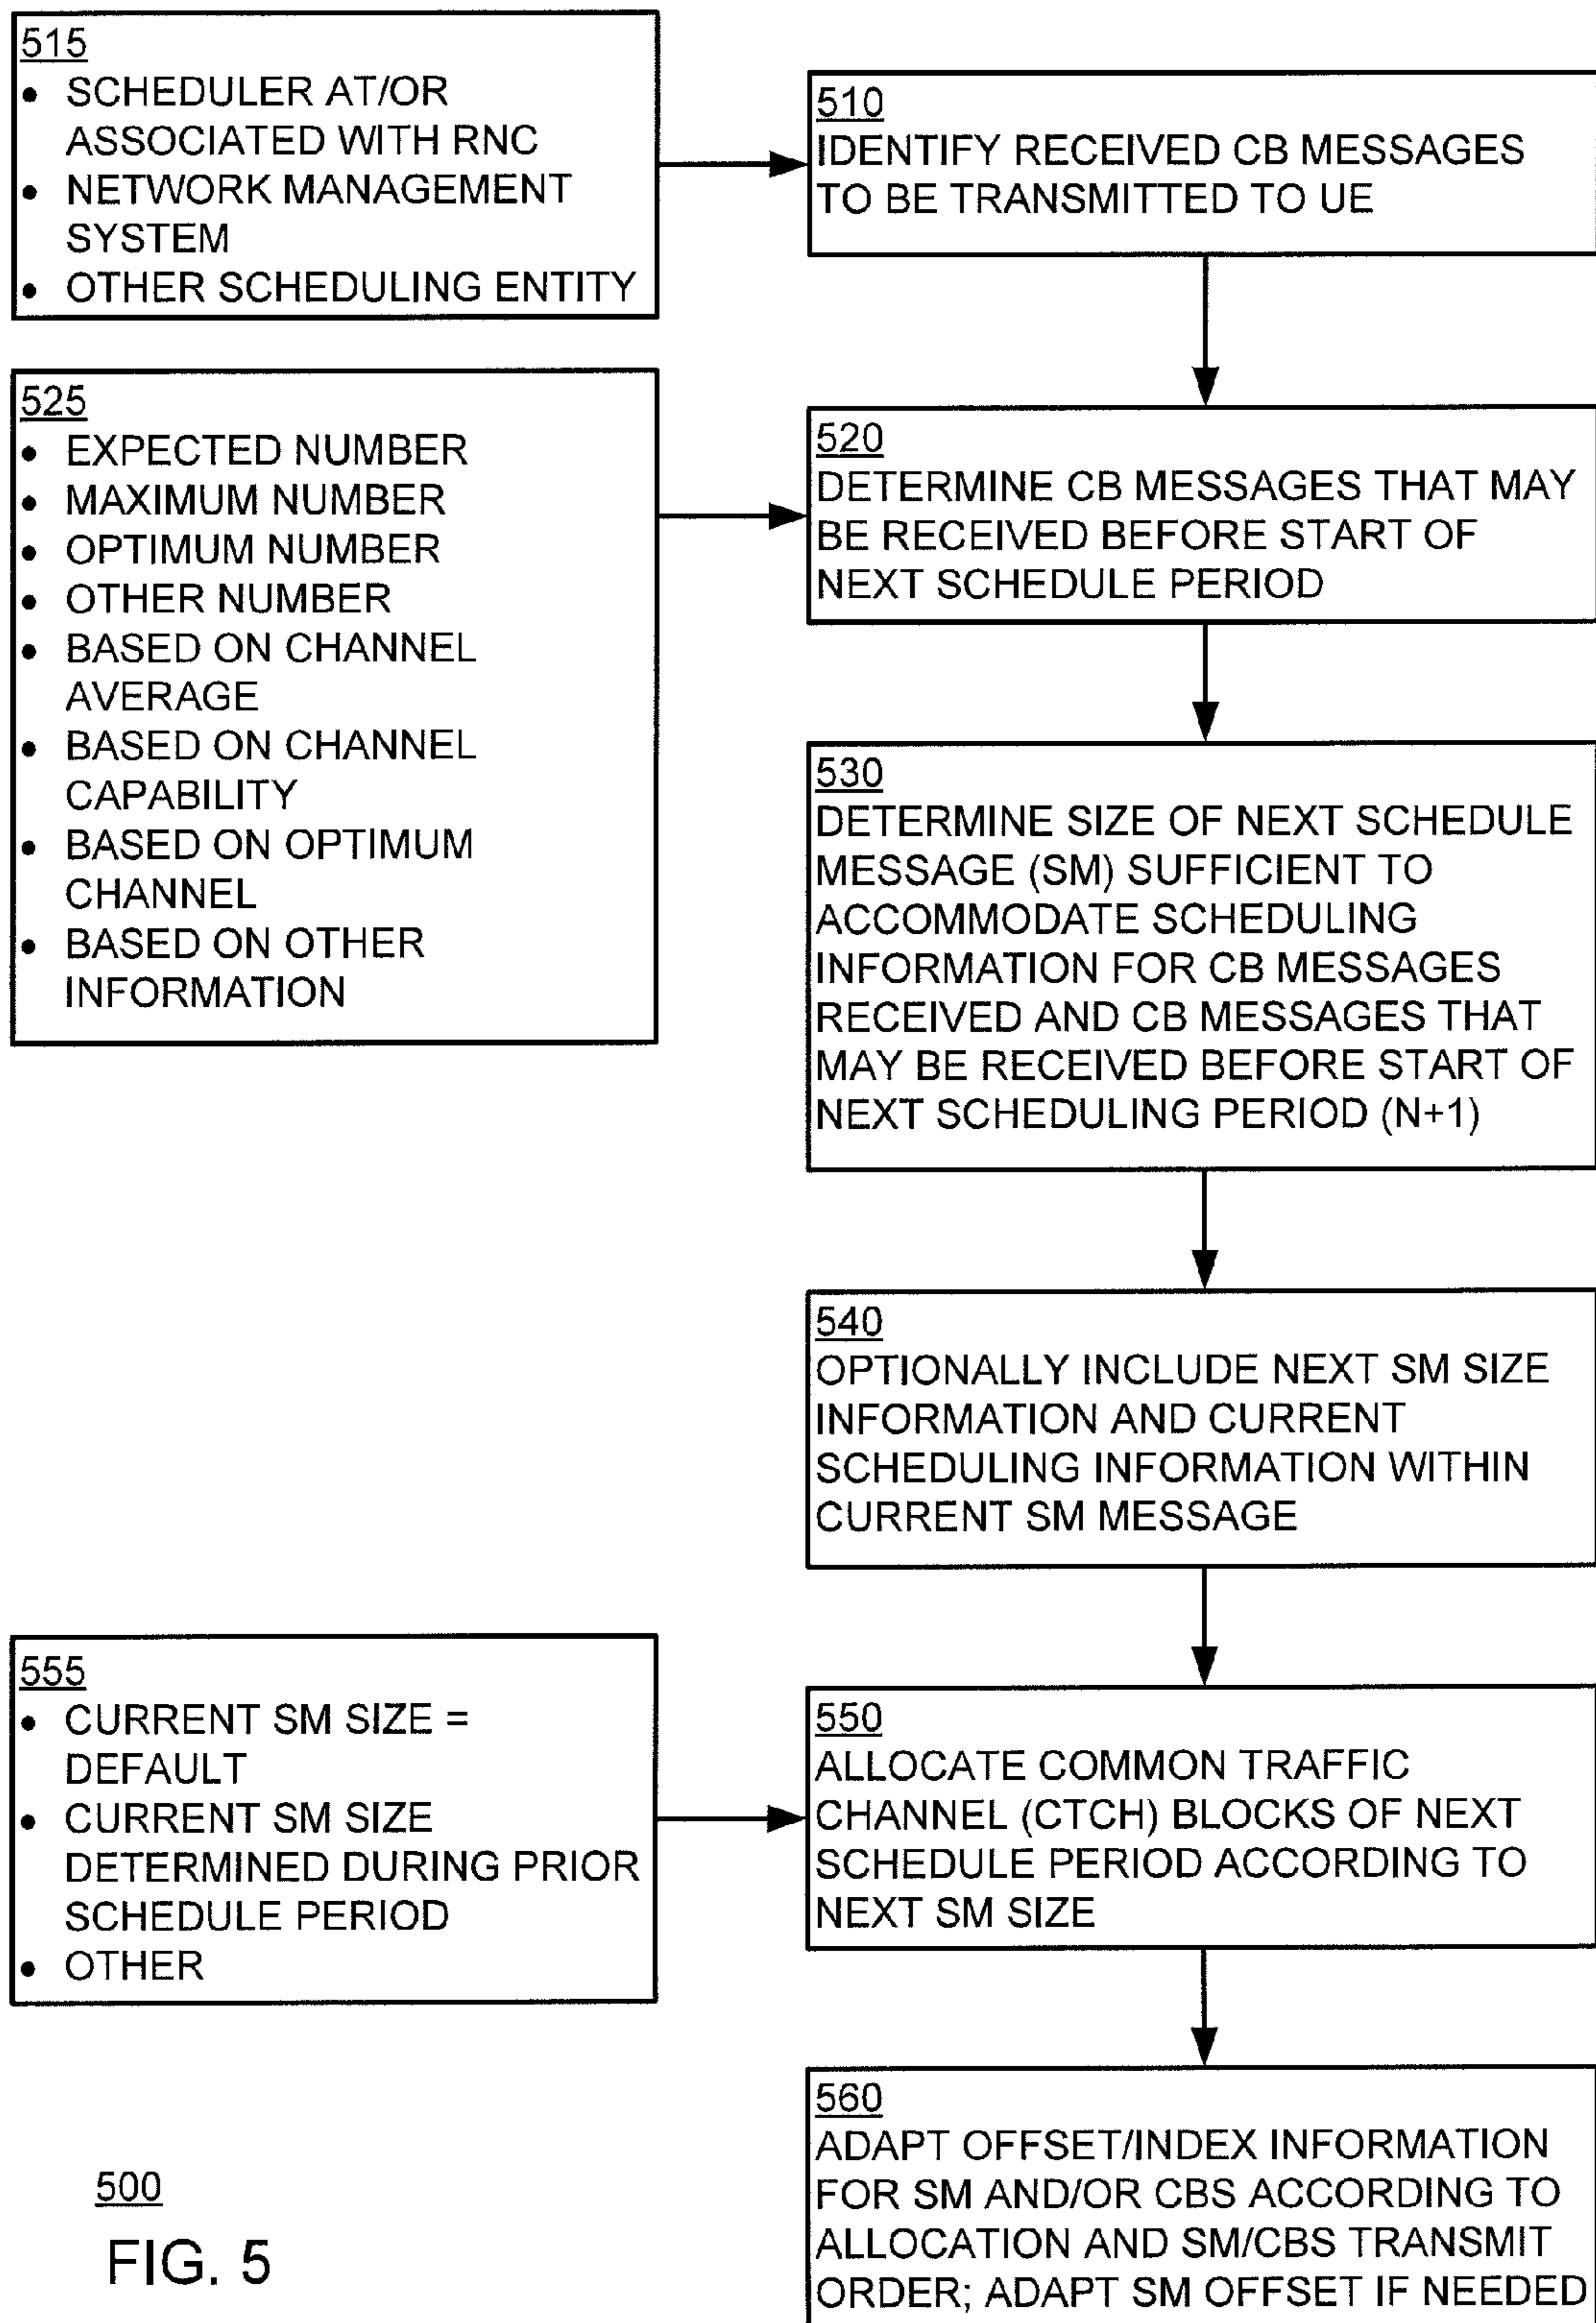 515
• SCHEDULER AT/OR
ASSOCIATED WITH RNC
• NETWORK MANAGEMENT
SYSTEM
• OTHER SCHEDULING ENTITY
510
IDENTIFY RECEIVED CB MESSAGES
TO BE TRANSMITTED TO UE
525
• EXPECTED NUMBER
• MAXIMUM NUMBER
• OPTIMUM NUMBER
• OTHER NUMBER
• BASED ON CHANNEL
AVERAGE
• BASED ON CHANNEL
CAPABILITY
• BASED ON OPTIMUM
CHANNEL
• BASED ON OTHER
INFORMATION
520
DETERMINE CB MESSAGES THAT MAY
BE RECEIVED BEFORE START OF
NEXT SCHEDULE PERIOD
530
DETERMINE SIZE OF NEXT SCHEDULE
MESSAGE (SM) SUFFICIENT TO
ACCOMMODATE SCHEDULING
INFORMATION FOR CB MESSAGES
RECEIVED AND CB MESSAGES THAT
MAY BE RECEIVED BEFORE START OF
NEXT SCHEDULING PERIOD (N+1)
540
OPTIONALLY INCLUDE NEXT SM SIZE
INFORMATION AND CURRENT
SCHEDULING INFORMATION WITHIN
CURRENT SM MESSAGE
555
• CURRENT SM SIZE =
DEFAULT
• CURRENT SM SIZE
DETERMINED DURING PRIOR
SCHEDULE PERIOD
• OTHER
550
ALLOCATE COMMON TRAFFIC
CHANNEL (CTCH) BLOCKS OF NEXT
SCHEDULE PERIOD ACCORDING TO
NEXT SM SIZE
560
ADAPT OFFSET/INDEX INFORMATION
FOR SM AND/OR CBS ACCORDING TO
ALLOCATION AND SM/CBS TRANSMIT
ORDER; ADAPT SM OFFSET IF NEEDED
500
FIG. 5